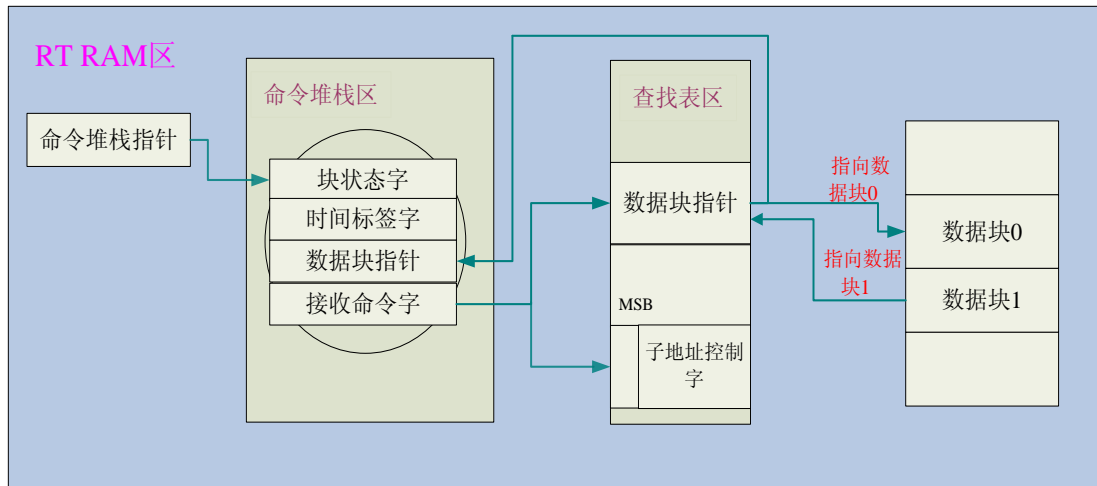 RT RAM区
命令堆栈指针
命令堆栈区
块状态字
时间标签字
数据块指针
接收命令字
查找表区
数据块指针
MSB
子地址控制
字
指向数
据块0
指向数据
块1
数据块0
数据块1